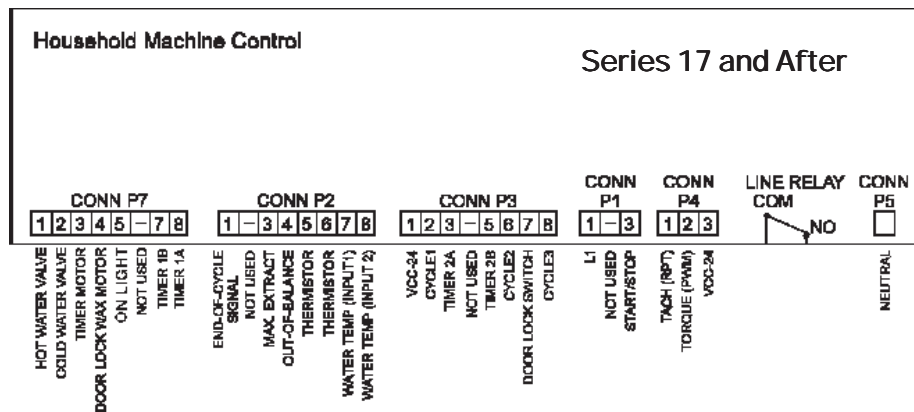 Household Machine Control
Series 17 and After
CONN P7
1 2 3 4 5 – 7 8
HOT WATER VALVE
COLD WATER VALVE
TIMER MOTOR
DOOR LOCK WAX MOTOR
ON LIGHT
NOT USED
TIMER 1B
TIMER 1A
CONN P2
1 – 3 4 5 6 7 8
END-OF-CYCLE
SIGNAL
NOT USED
MAX. EXTRACT
OUT-OF-BALANCE
THERMISTOR
THERMISTOR
WATER TEMP (INPUT 1)
WATER TEMP (INPUT 2)
CONN P3
1 2 3 – 5 6 7 8
VCC-24
CYCLE1
TIMER 2A
NOT USED
TIMER 2B
CYCLE2
DOOR LOCK SWITCH
CYCLE3
CONN
P1
1 – 3
L1
NOT USED
START/STOP
CONN
P4
1 2 3
TACH (RPT)
TORQUE (PWM)
VCC-24
LINE RELAY
COM
NO
CONN
P5
NEUTRAL